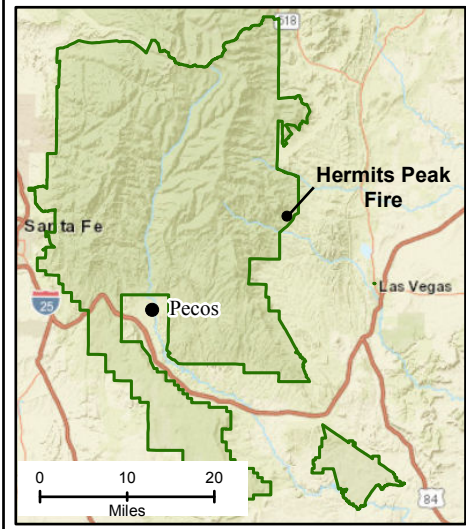 518
Hermits Peak
Fire
Santa Fe
Las Vegas
25
Pecos
0 10 20
Miles
84